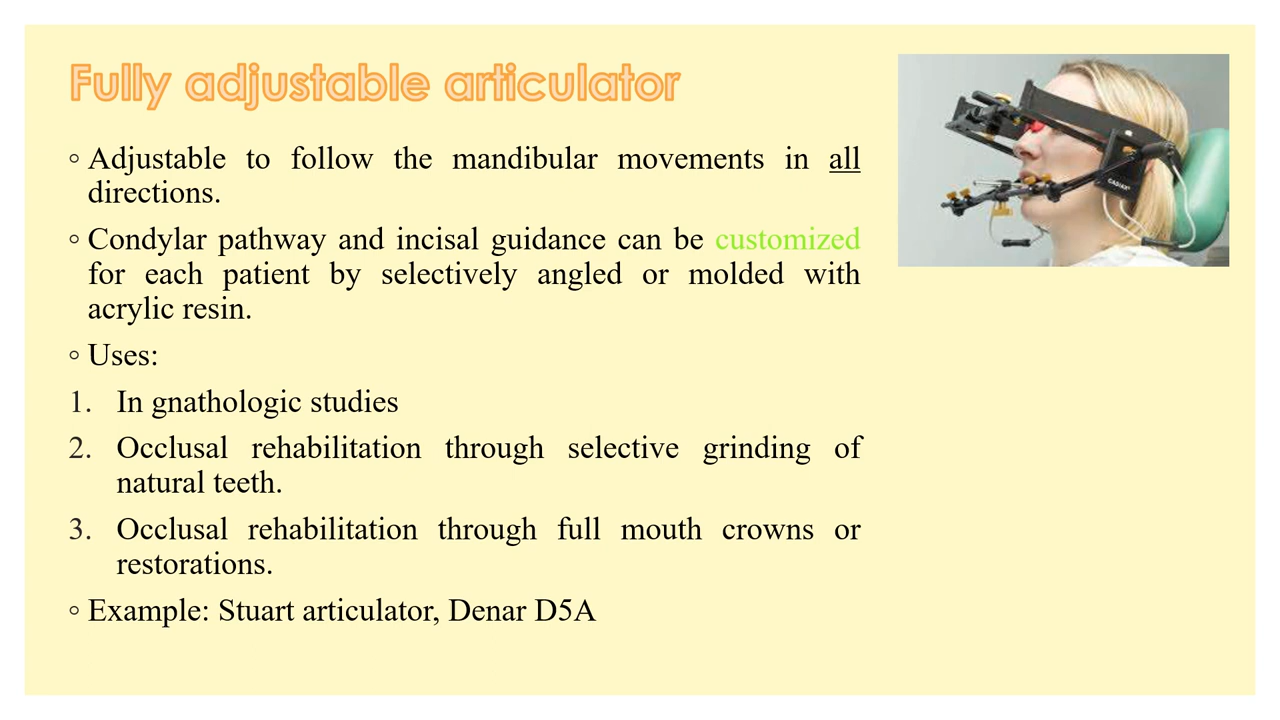 Fully adjustable articulator
◦ Adjustable to follow the mandibular movements in all
directions.
◦ Condylar pathway and incisal guidance can be customized
for each patient by selectively angled or molded with
acrylic resin.
◦ Uses:
1. In gnathologic studies
2. Occlusal rehabilitation through selective grinding of
natural teeth.
3. Occlusal rehabilitation through full mouth crowns or
restorations.
◦ Example: Stuart articulator, Denar D5A
CADIAX